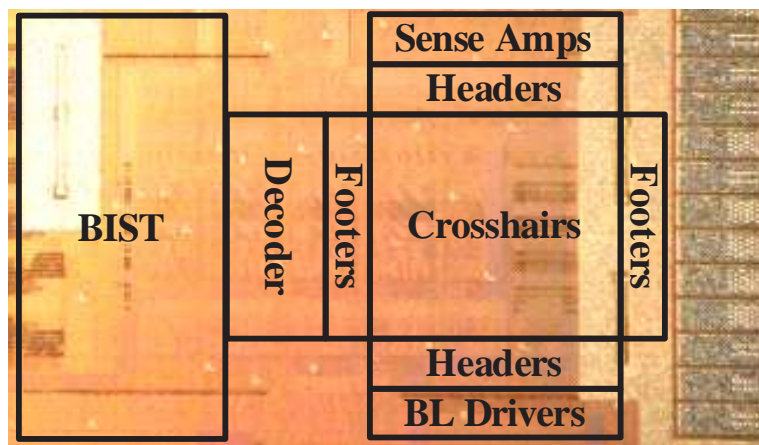 Sense Amps
Headers
BIST
Decoder
Footers
Crosshairs
Footers
Headers
BL Drivers